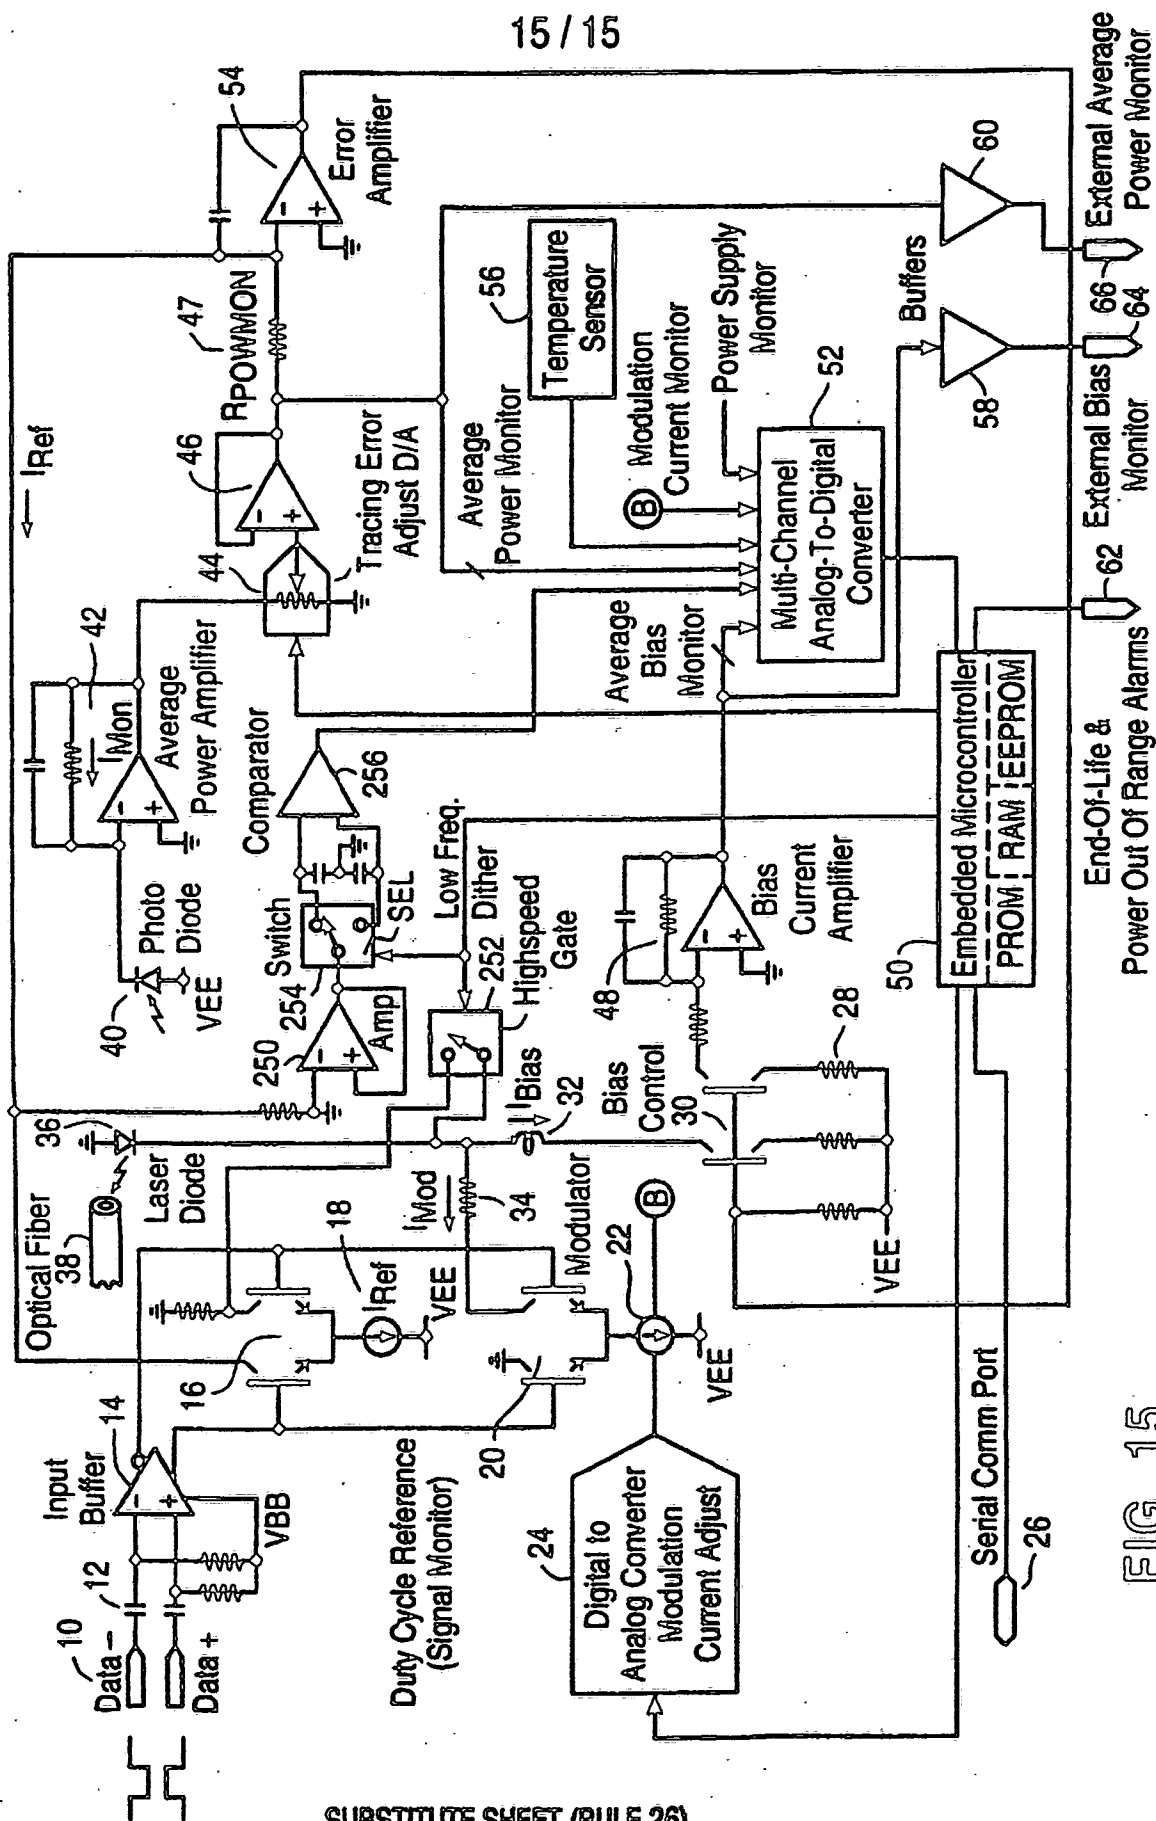 15 / 15
10
Data -
Data +
12
Input
Buffer
14
VBB
Optical Fiber
38
36
Laser
Diode
40
Photo
Diode
VEE
42
IMon
Average
Power Amplifier
IRef
44
46
Tracing Error
Adjust D/A
RPOWMON
47
54
Error
Amplifier
16
18
IRef
VEE
Duty Cycle Reference
(Signal Monitor)
20
Modulator
22
VEE
B
IMod
34
IBias
32
250
Amp
254
Switch
SEL
Comparator
256
Low Freq.
Dither
252
Highspeed
Gate
24
Digital to
Analog Converter
Modulation
Current Adjust
Bias
Control
30
28
VEE
48
Bias
Current
Amplifier
Average
Bias
Monitor
Average
Power Monitor
56
Temperature
Sensor
B
Modulation
Current Monitor
Power Supply
Monitor
52
Multi-Channel
Analog-To-Digital
Converter
Buffers
58
60
50
Embedded Microcontroller
PROM
RAM
EEPROM
Serial Comm Port
26
62
End-Of-Life &
Power Out Of Range Alarms
64
External Bias
Monitor
66
External Average
Power Monitor
FIG. 15
SUBSTITUTE SHEET (RULE 26)